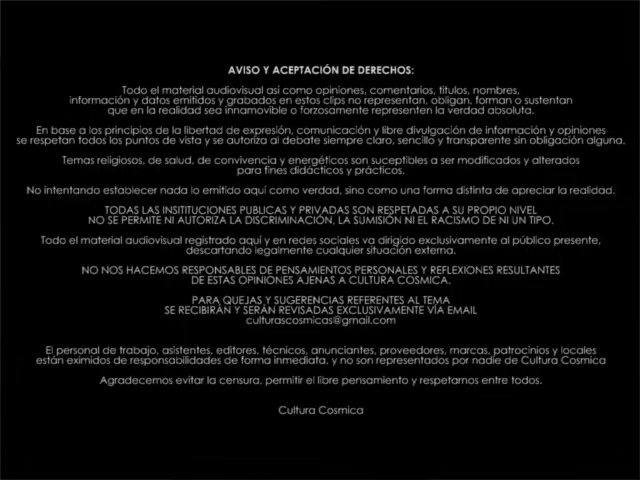 AVISO Y ACEPTACIÓN DE DERECHOS:
Todo el material audiovisual así como opiniones, comentarios, titulos, nombres,
información y datos emitidos y grabados en estos clips no representan, obligan, forman o sustentan
que en la realidad sea innamovible o forzosamente representen la verdad absoluta.
En base a los principios de la libertad de expresión, comunicación y libre divulgación de información y opiniones
se respetan todos los puntos de vista y se autoriza al debate siempre claro, sencillo y transparente sin obligación alguna.
Temas religiosos, de salud, de convivencia y energéticos son suceptibles a ser modificados y alterados
para fines didácticos y prácticos.
No intentando establecer nada lo emitido aquí como verdad, sino como una forma distinta de apreciar la realidad.
TODAS LAS INSITITUCIONES PUBLICAS Y PRIVADAS SON RESPETADAS A SU PROPIO NIVEL
NO SE PERMITE NI AUTORIZA LA DISCRIMINACIÓN, LA SUMISIÓN NI EL RACISMO DE NI UN TIPO.
Todo el material audiovisual registrado aquí y en redes sociales va dirigido exclusivamente al público presente,
descartando legalmente cualquier situación externa.
NO NOS HACEMOS RESPONSABLES DE PENSAMIENTOS PERSONALES Y REFLEXIONES RESULTANTES
DE ESTAS OPINIONES AJENAS A CULTURA COSMICA.
PARA QUEJAS Y SUGERENCIAS REFERENTES AL TEMA
SE RECIBIRÁN Y SERÁN REVISADAS EXCLUSIVAMENTE VÍA EMAIL
culturascosmicas@gmail.com
El personal de trabajo, asistentes, editores, técnicos, anunciantes, proveedores, marcas, patrocinios y locales
están eximidos de responsabilidades de forma inmediata, y no son representados por nadie de Cultura Cosmica
Agradecemos evitar la censura, permitir el libre pensamiento y respetarnos entre todos.
Cultura Cosmica